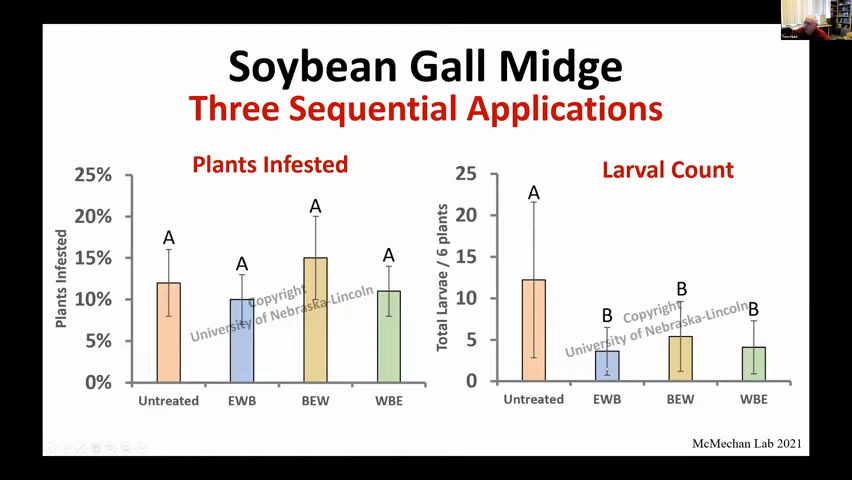 Soybean Gall Midge
Three Sequential Applications
Plants Infested
Plants Infested
25%
20%
15%
10%
5%
0%
A
A
A
A
Copyright
University of Nebraska-Lincoln
Untreated
EWB
BEW
WBE
Larval Count
Total Larvae / 6 plants
25
20
15
10
5
0
A
B
B
B
Copyright
University of Nebraska-Lincoln
Untreated
EWB
BEW
WBE
McMechan Lab 2021